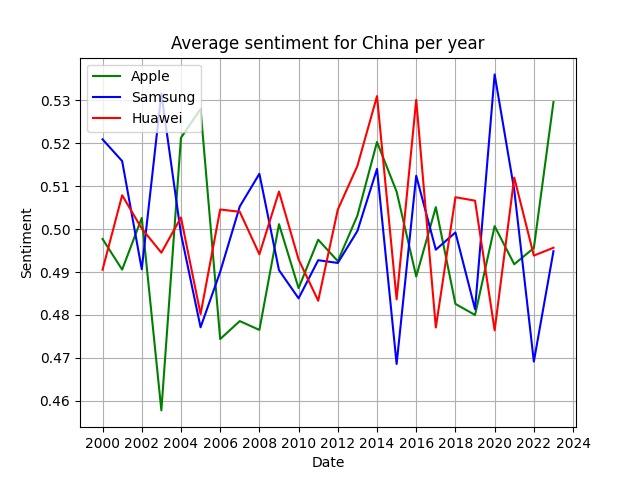 Average sentiment for China per year
Apple
Samsung
Huawei
0.53
0.52
0.51
0.50
0.49
0.48
0.47
0.46
Sentiment
2000 2002 2004 2006 2008 2010 2012 2014 2016 2018 2020 2022 2024
Date